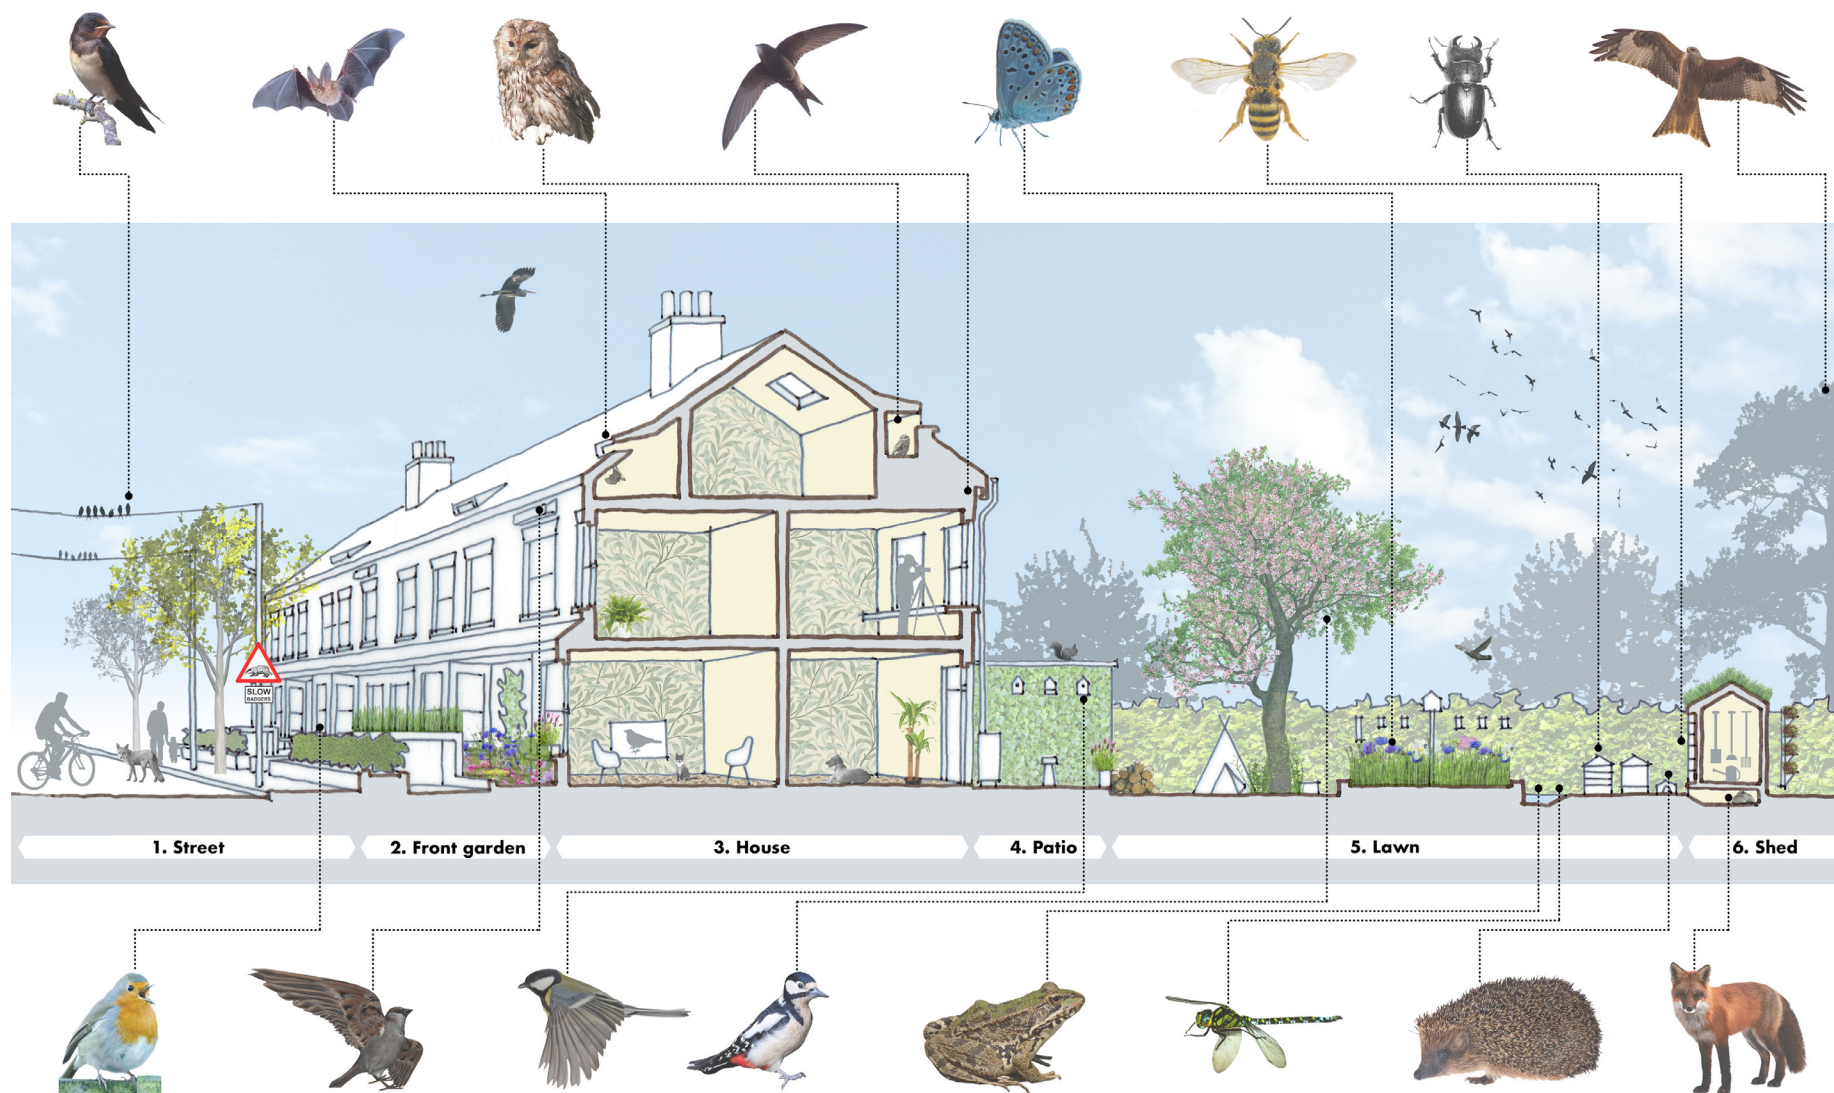 SLOW
BADGERS
1. Street
2. Front garden
3. House
4. Patio
5. Lawn
6. Shed